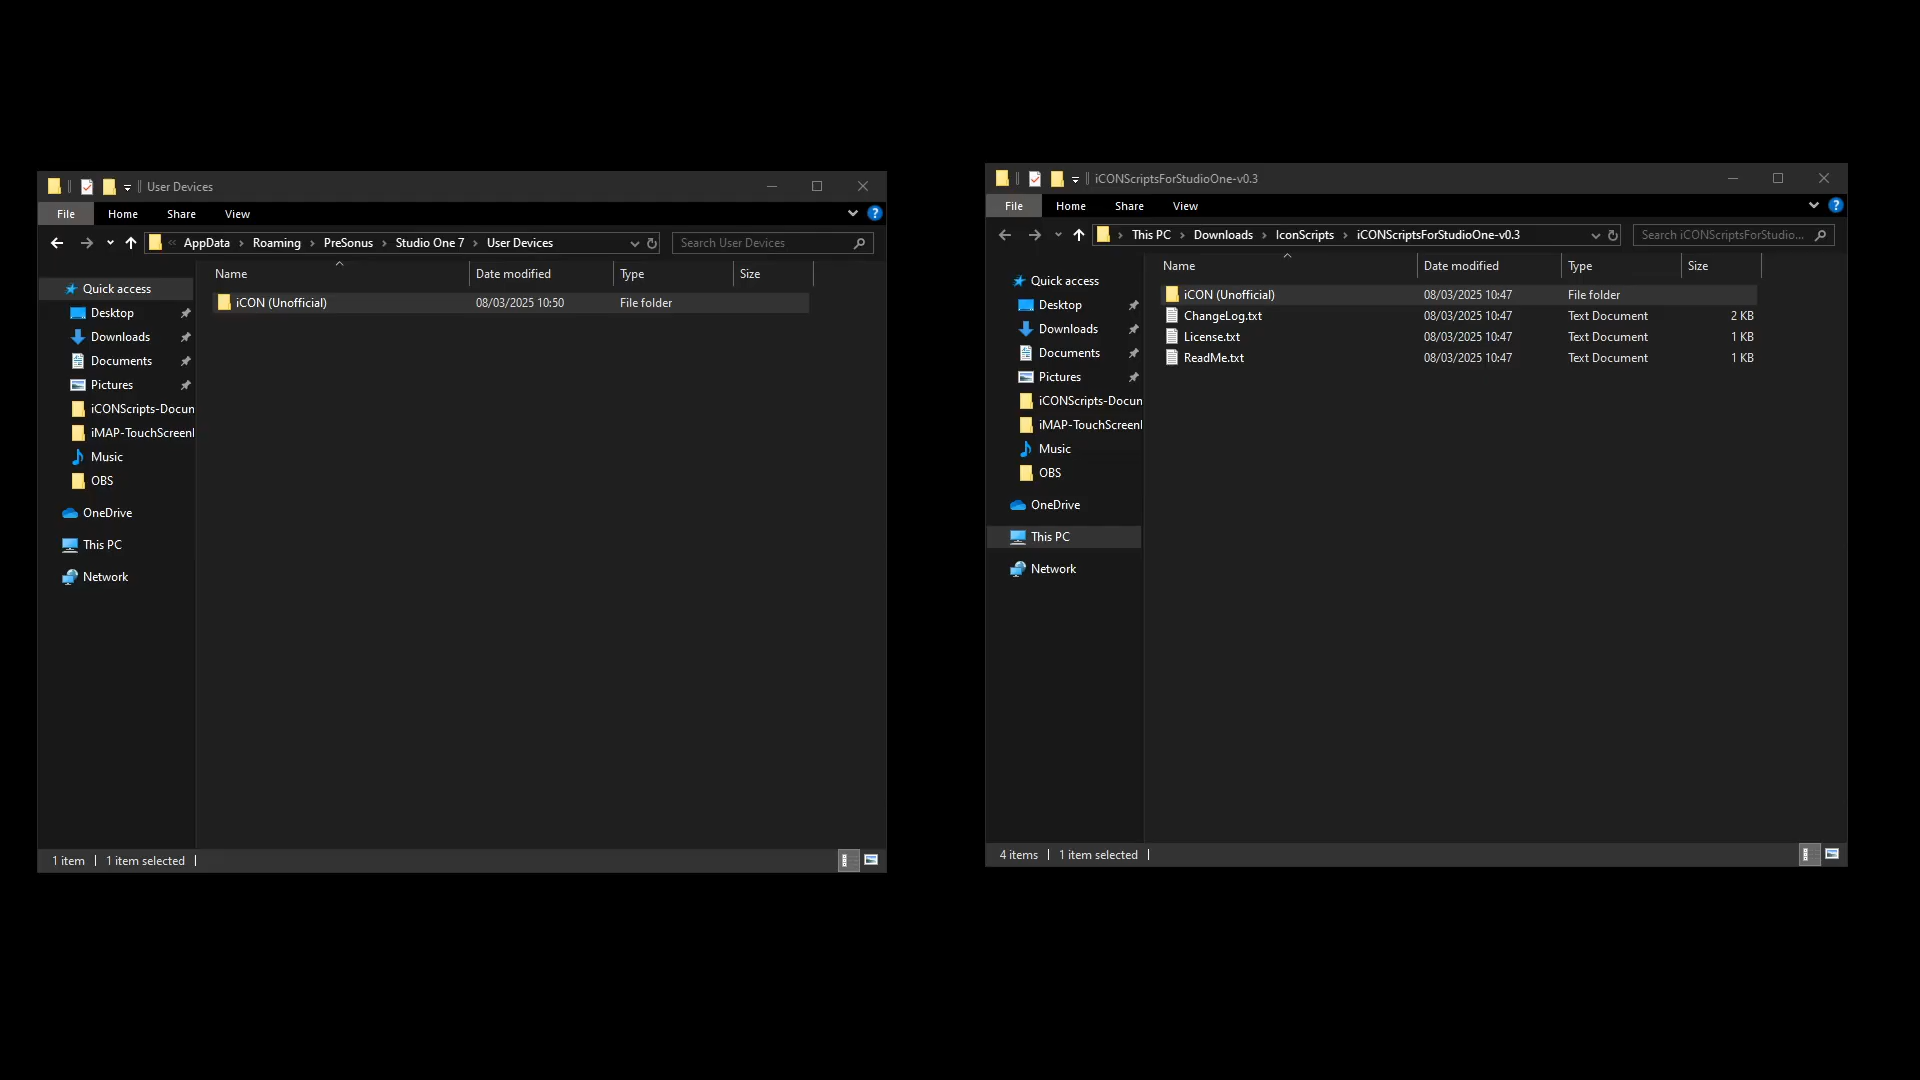 User Devices
File Home Share View
AppData Roaming PreSonus Studio One 7 User Devices
Search User Devices
Name Date modified Type Size
Quick access
Desktop
Downloads
Documents
Pictures
iCONScripts-Docun
iMAP-TouchScreenI
Music
OBS
OneDrive
This PC
Network
iCON (Unofficial) 08/03/2025 10:50 File folder
1 item 1 item selected
iCONScriptsForStudioOne-v0.3
File Home Share View
This PC Downloads IconScripts iCONScriptsForStudioOne-v0.3
Search iCONScriptsForStudio...
Name Date modified Type Size
Quick access
Desktop
Downloads
Documents
Pictures
iCONScripts-Docun
iMAP-TouchScreenI
Music
OBS
OneDrive
This PC
Network
iCON (Unofficial) 08/03/2025 10:47 File folder
ChangeLog.txt 08/03/2025 10:47 Text Document 2 KB
License.txt 08/03/2025 10:47 Text Document 1 KB
ReadMe.txt 08/03/2025 10:47 Text Document 1 KB
4 items 1 item selected